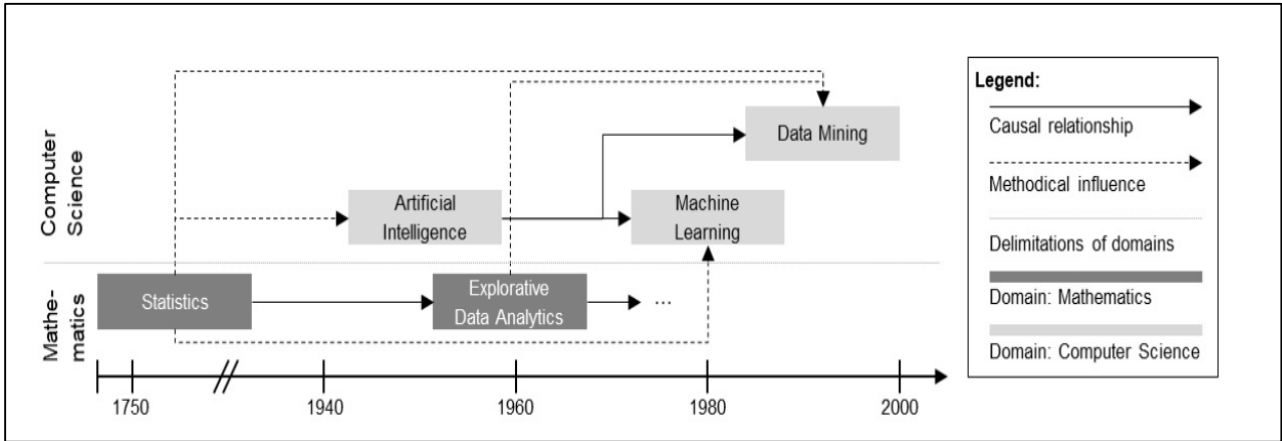 Computer
Science
Mathe-
matics
Data Mining
Artificial
Intelligence
Machine
Learning
Statistics
Explorative
Data Analytics
...
1750
1940
1960
1980
2000
Legend:
Causal relationship
Methodical influence
Delimitations of domains
Domain: Mathematics
Domain: Computer Science